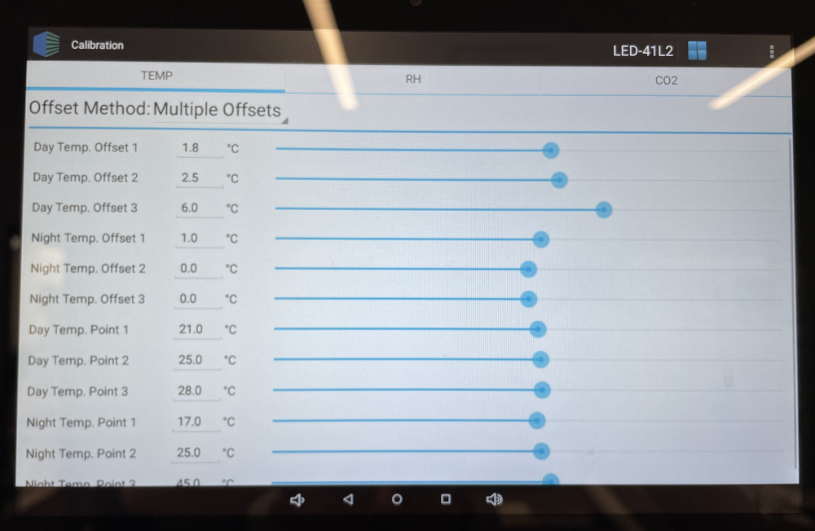 Calibration
LED-41L2
TEMP RH CO2
Offset Method: Multiple Offsets
Day Temp. Offset 1 1.8 °C
Day Temp. Offset 2 2.5 °C
Day Temp. Offset 3 6.0 °C
Night Temp. Offset 1 1.0 °C
Night Temp. Offset 2 0.0 °C
Night Temp. Offset 3 0.0 °C
Day Temp. Point 1 21.0 °C
Day Temp. Point 2 25.0 °C
Day Temp. Point 3 28.0 °C
Night Temp. Point 1 17.0 °C
Night Temp. Point 2 25.0 °C
Night Temp. Point 3 45.0 °C